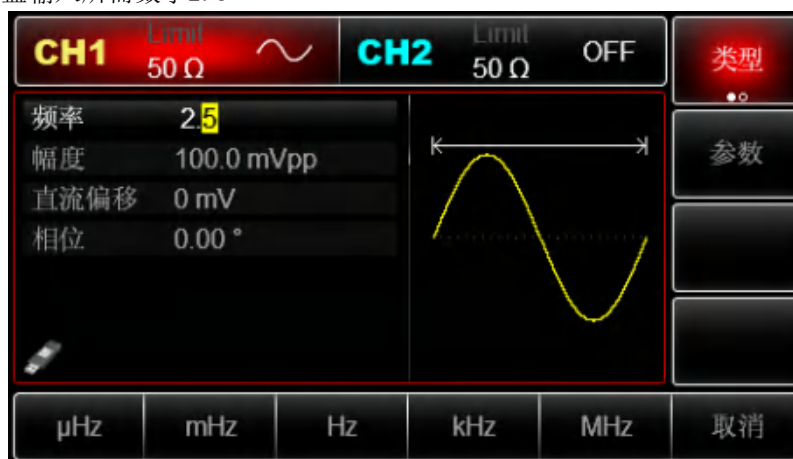 CH1 Limit 50 Ω
CH2 Limit 50 Ω OFF
类型
频率 2.5
幅度 100.0 mVpp
直流偏移 0 mV
相位 0.00 °
参数
µHz mHz Hz kHz MHz 取消